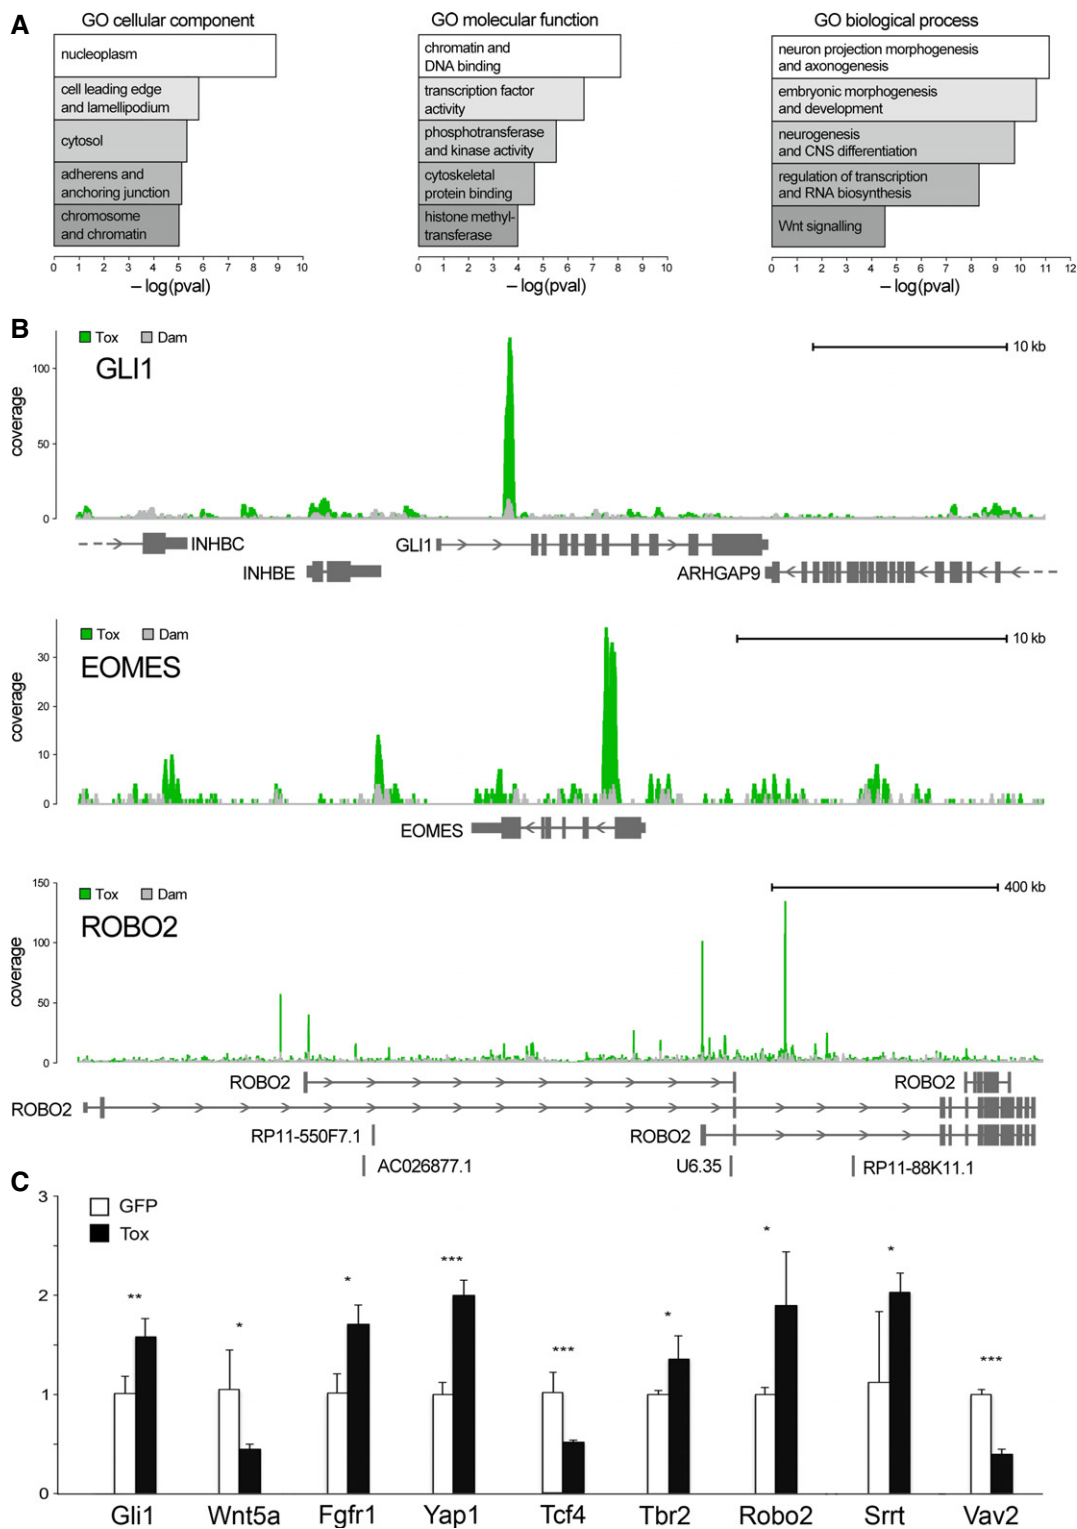 A
GO cellular component
nucleoplasm
cell leading edge
and lamellipodium
cytosol
adherens and
anchoring junction
chromosome
and chromatin
0 1 2 3 4 5 6 7 8 9 10
– log(pval)
GO molecular function
chromatin and
DNA binding
transcription factor
activity
phosphotransferase
and kinase activity
cytoskeletal
protein binding
histone methyl-
transferase
0 1 2 3 4 5 6 7 8 9 10
– log(pval)
GO biological process
neuron projection morphogenesis
and axonogenesis
embryonic morphogenesis
and development
neurogenesis
and CNS differentiation
regulation of transcription
and RNA biosynthesis
Wnt signalling
0 1 2 3 4 5 6 7 8 9 10 11 12
– log(pval)
B
Tox Dam
GLI1
10 kb
coverage
100
50
0
INHBC
GLI1
INHBE
ARHGAP9
Tox Dam
EOMES
10 kb
coverage
30
20
10
0
EOMES
Tox Dam
ROBO2
400 kb
coverage
150
100
50
0
ROBO2
ROBO2
ROBO2
RP11-550F7.1
ROBO2
AC026877.1
U6.35
RP11-88K11.1
C
GFP
Tox
3
2
1
0
** * * *** *** * * * ***
Gli1 Wnt5a Fgfr1 Yap1 Tcf4 Tbr2 Robo2 Srrt Vav2